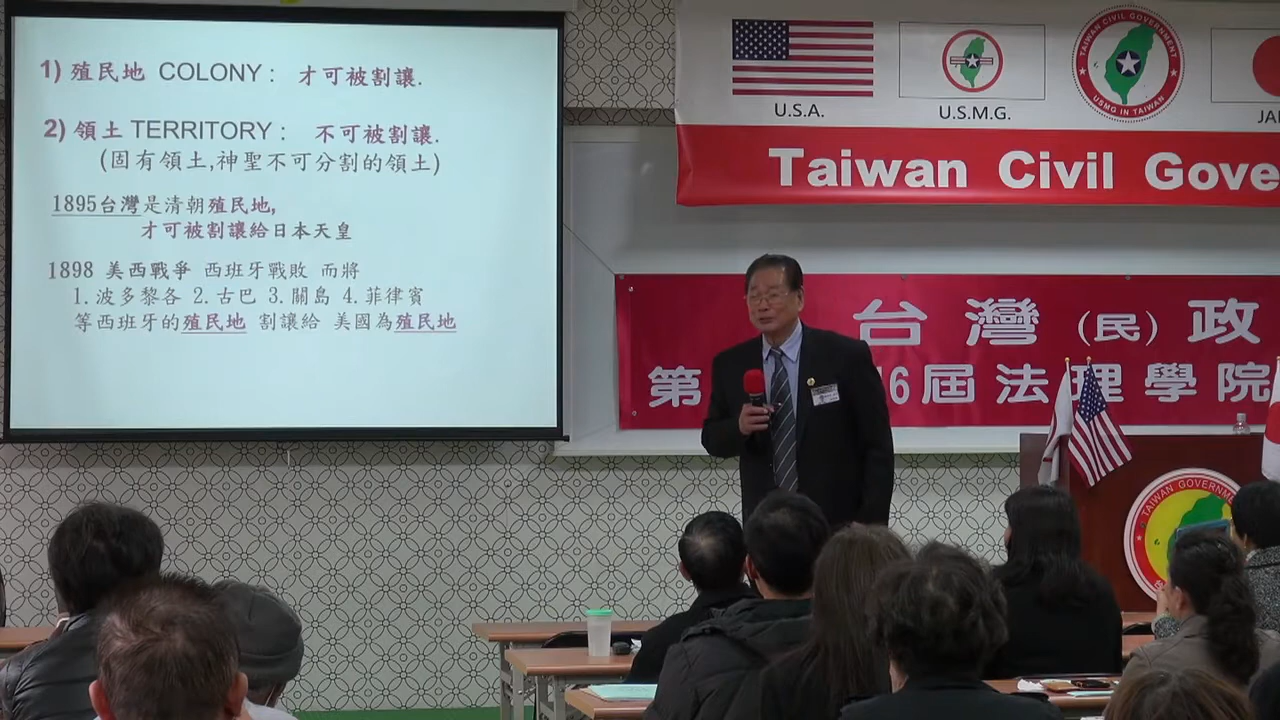 1) 殖民地 COLONY : 才可被割讓.
2) 領土 TERRITORY : 不可被割讓.
(固有領土,神聖不可分割的領土)
1895台灣是清朝殖民地,
才可被割讓給日本天皇
1898 美西戰爭 西班牙戰敗 而將
1.波多黎各 2.古巴 3.關島 4.菲律賓
等西班牙的殖民地 割讓給 美國為殖民地
U.S.A.
U.S.M.G.
TAIWAN CIVIL GOVERNMENT
USMG IN TAIWAN
JA
Taiwan Civil Gove
台灣(民)政
第 6屆法理學院
TAIWAN GOVERNMENT